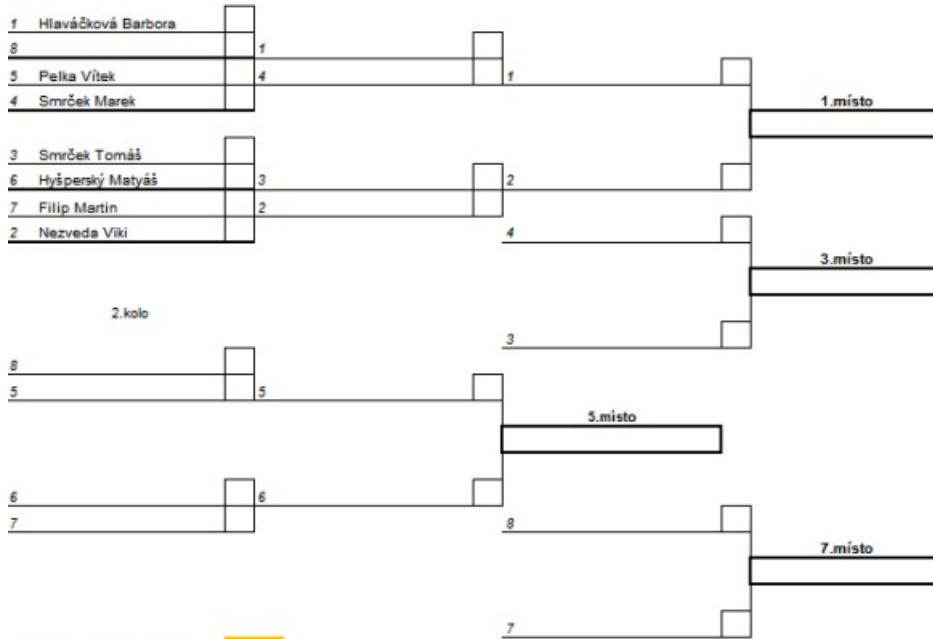 1 Hlaváčková Barbora
8
1
5 Pelka Vítek
4
1
4 Smrček Marek
1.místo
3 Smrček Tomáš
6 Hyšperský Matyáš
3
2
7 Filip Martin
2
2 Nezveda Viki
4
3.místo
2.kolo
3
8
5
5
5.místo
6
6
7
8
7.místo
7